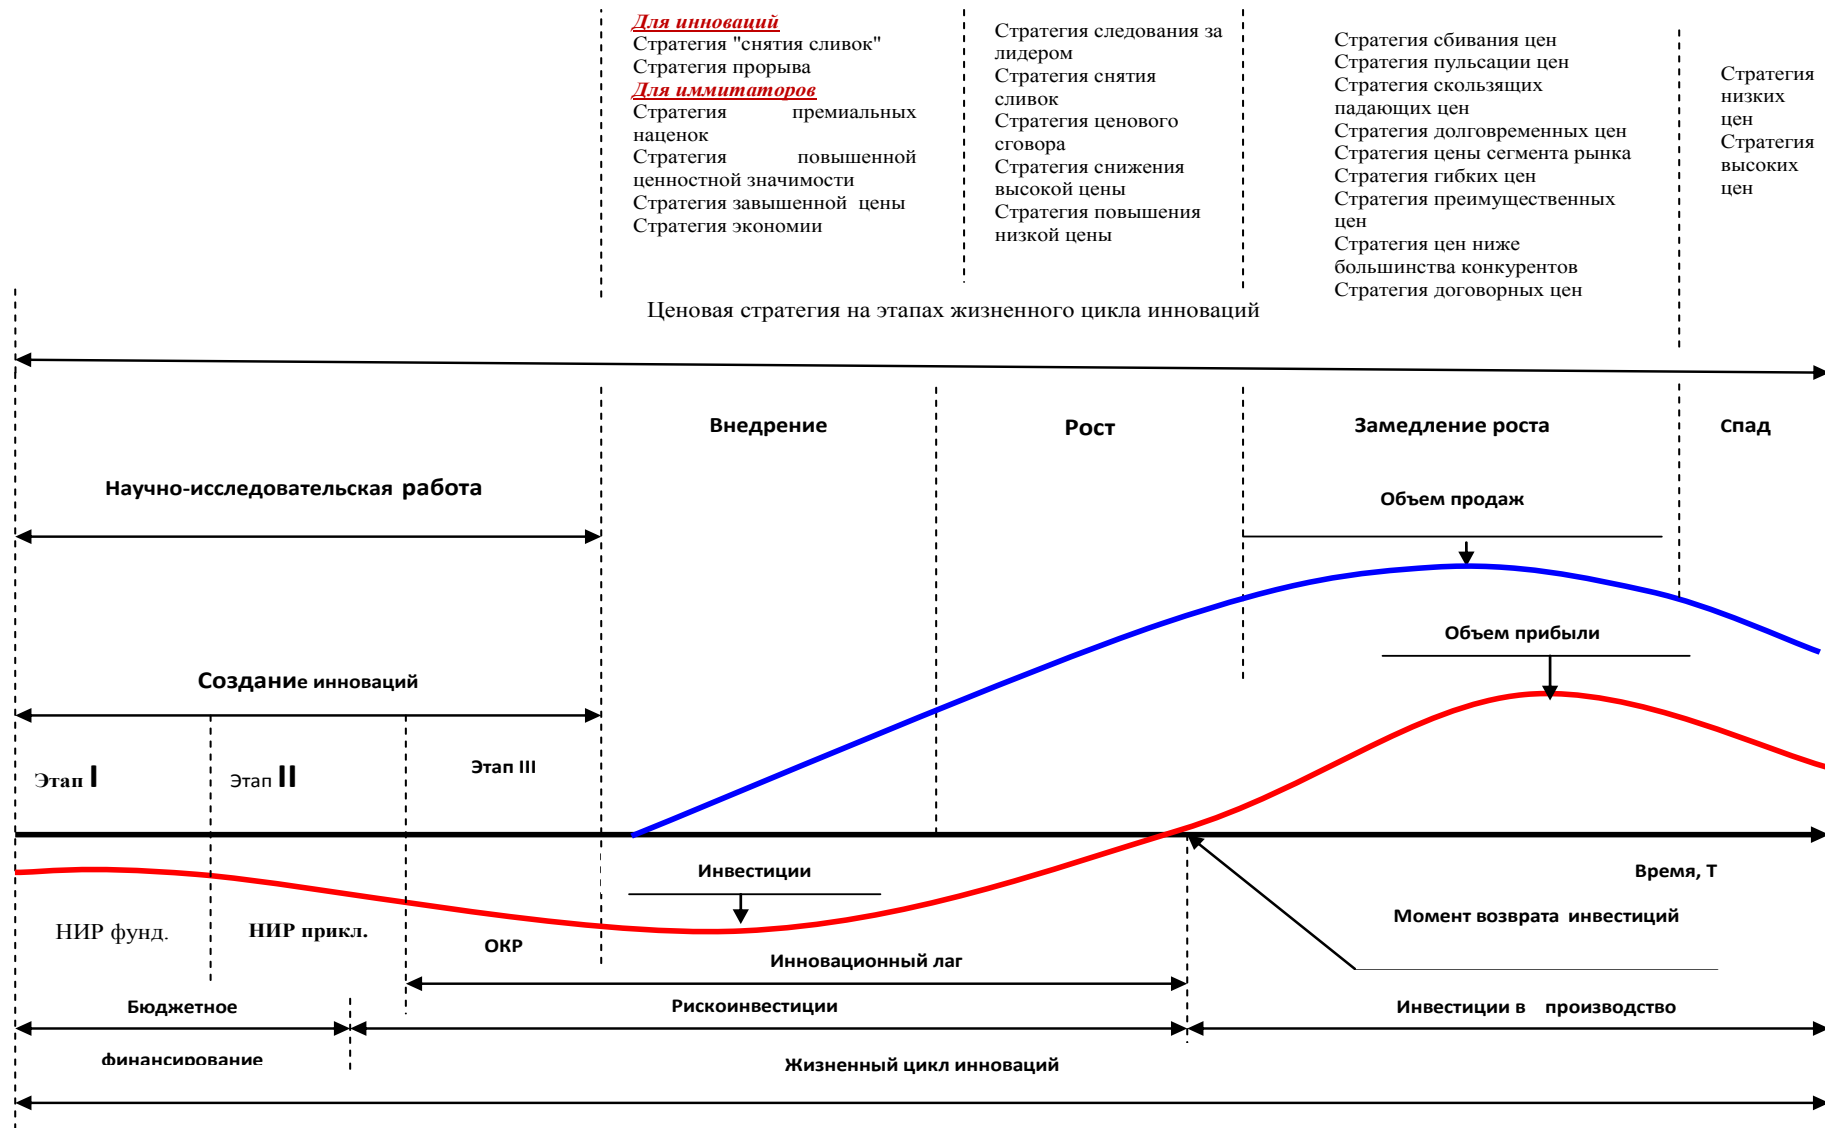 Для инноваций
Стратегия "снятия сливок"
Стратегия прорыва
Для иммитаторов
Стратегия премиальных
наценок
Стратегия повышенной
ценностной значимости
Стратегия завышенной цены
Стратегия экономии
Стратегия следования за
лидером
Стратегия снятия
сливок
Стратегия ценового
сговора
Стратегия снижения
высокой цены
Стратегия повышения
низкой цены
Стратегия сбивания цен
Стратегия пульсации цен
Стратегия скользящих
падающих цен
Стратегия долговременных цен
Стратегия цены сегмента рынка
Стратегия гибких цен
Стратегия преимущественных
цен
Стратегия цен ниже
большинства конкурентов
Стратегия договорных цен
Стратегия
низких
цен
Стратегия
высоких
цен
Ценовая стратегия на этапах жизненного цикла инноваций
Внедрение
Рост
Замедление роста
Спад
Научно-исследовательская работа
Объем продаж
Объем прибыли
Создание инноваций
Этап I
Этап II
Этап III
Инвестиции
Время, Т
НИР фунд.
НИР прикл.
ОКР
Момент возврата инвестиций
Инновационный лаг
Бюджетное
финансирование
Рискоинвестиции
Инвестиции в производство
Жизненный цикл инноваций